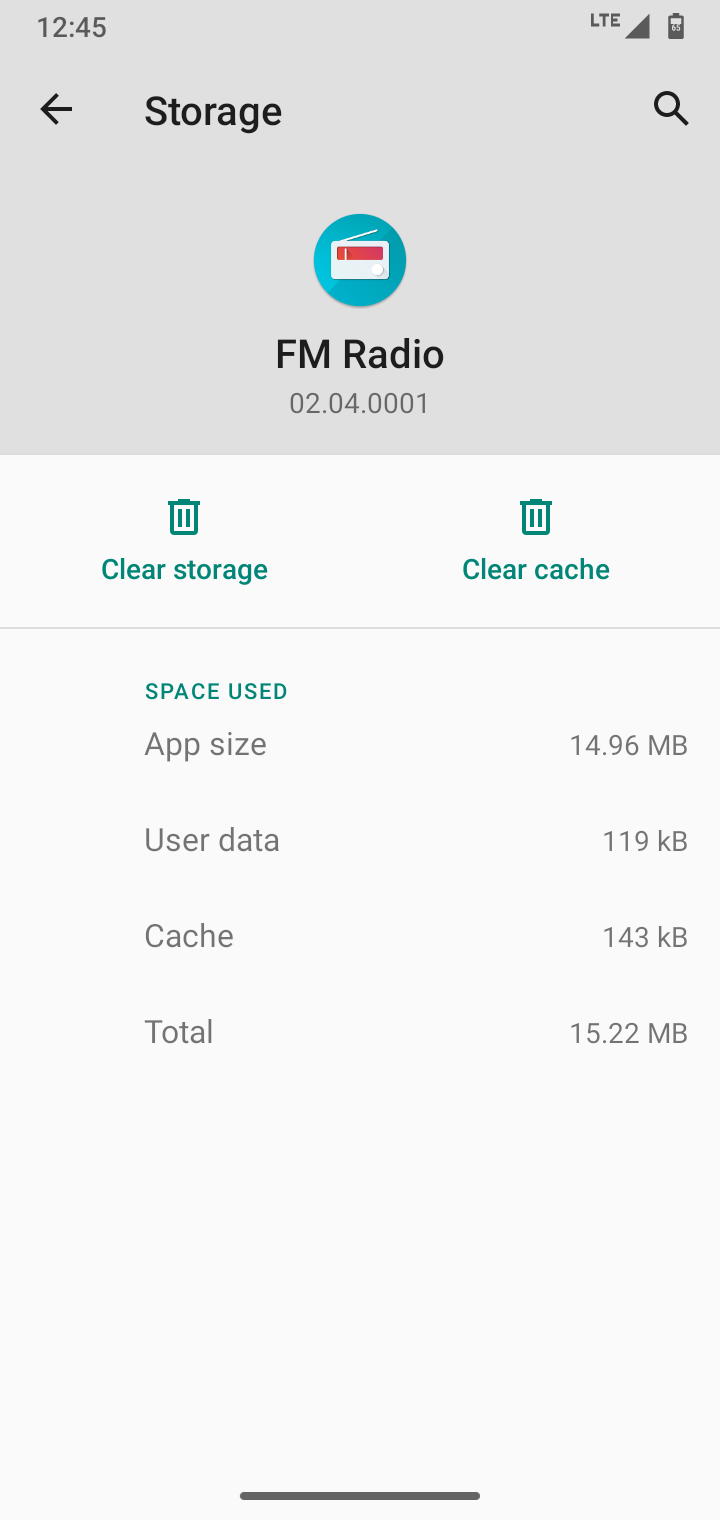 12:45
LTE
65
Storage
FM Radio
02.04.0001
Clear storage
Clear cache
SPACE USED
App size 14.96 MB
User data 119 kB
Cache 143 kB
Total 15.22 MB